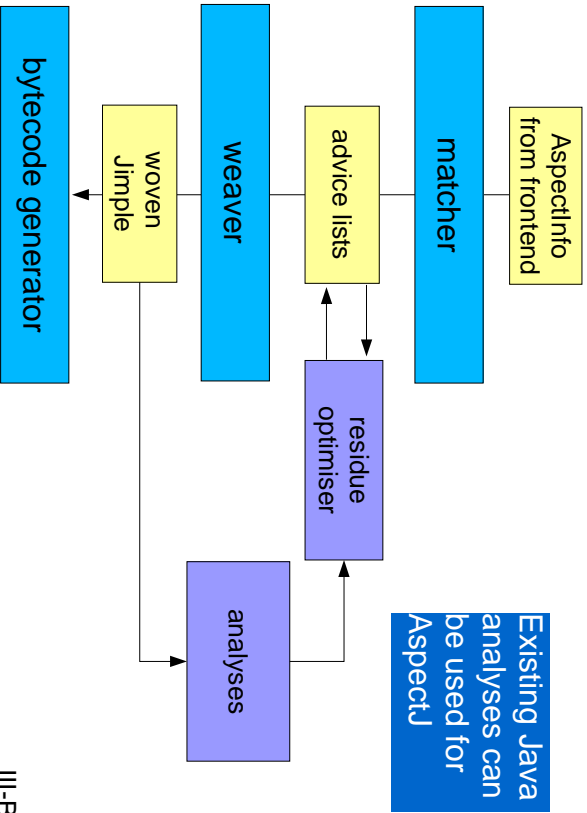 AspectInfo
from frontend
matcher
advice lists
weaver
woven
Jimple
bytecode generator
residue
optimiser
analyses
Existing Java
analyses can
be used for
AspectJ